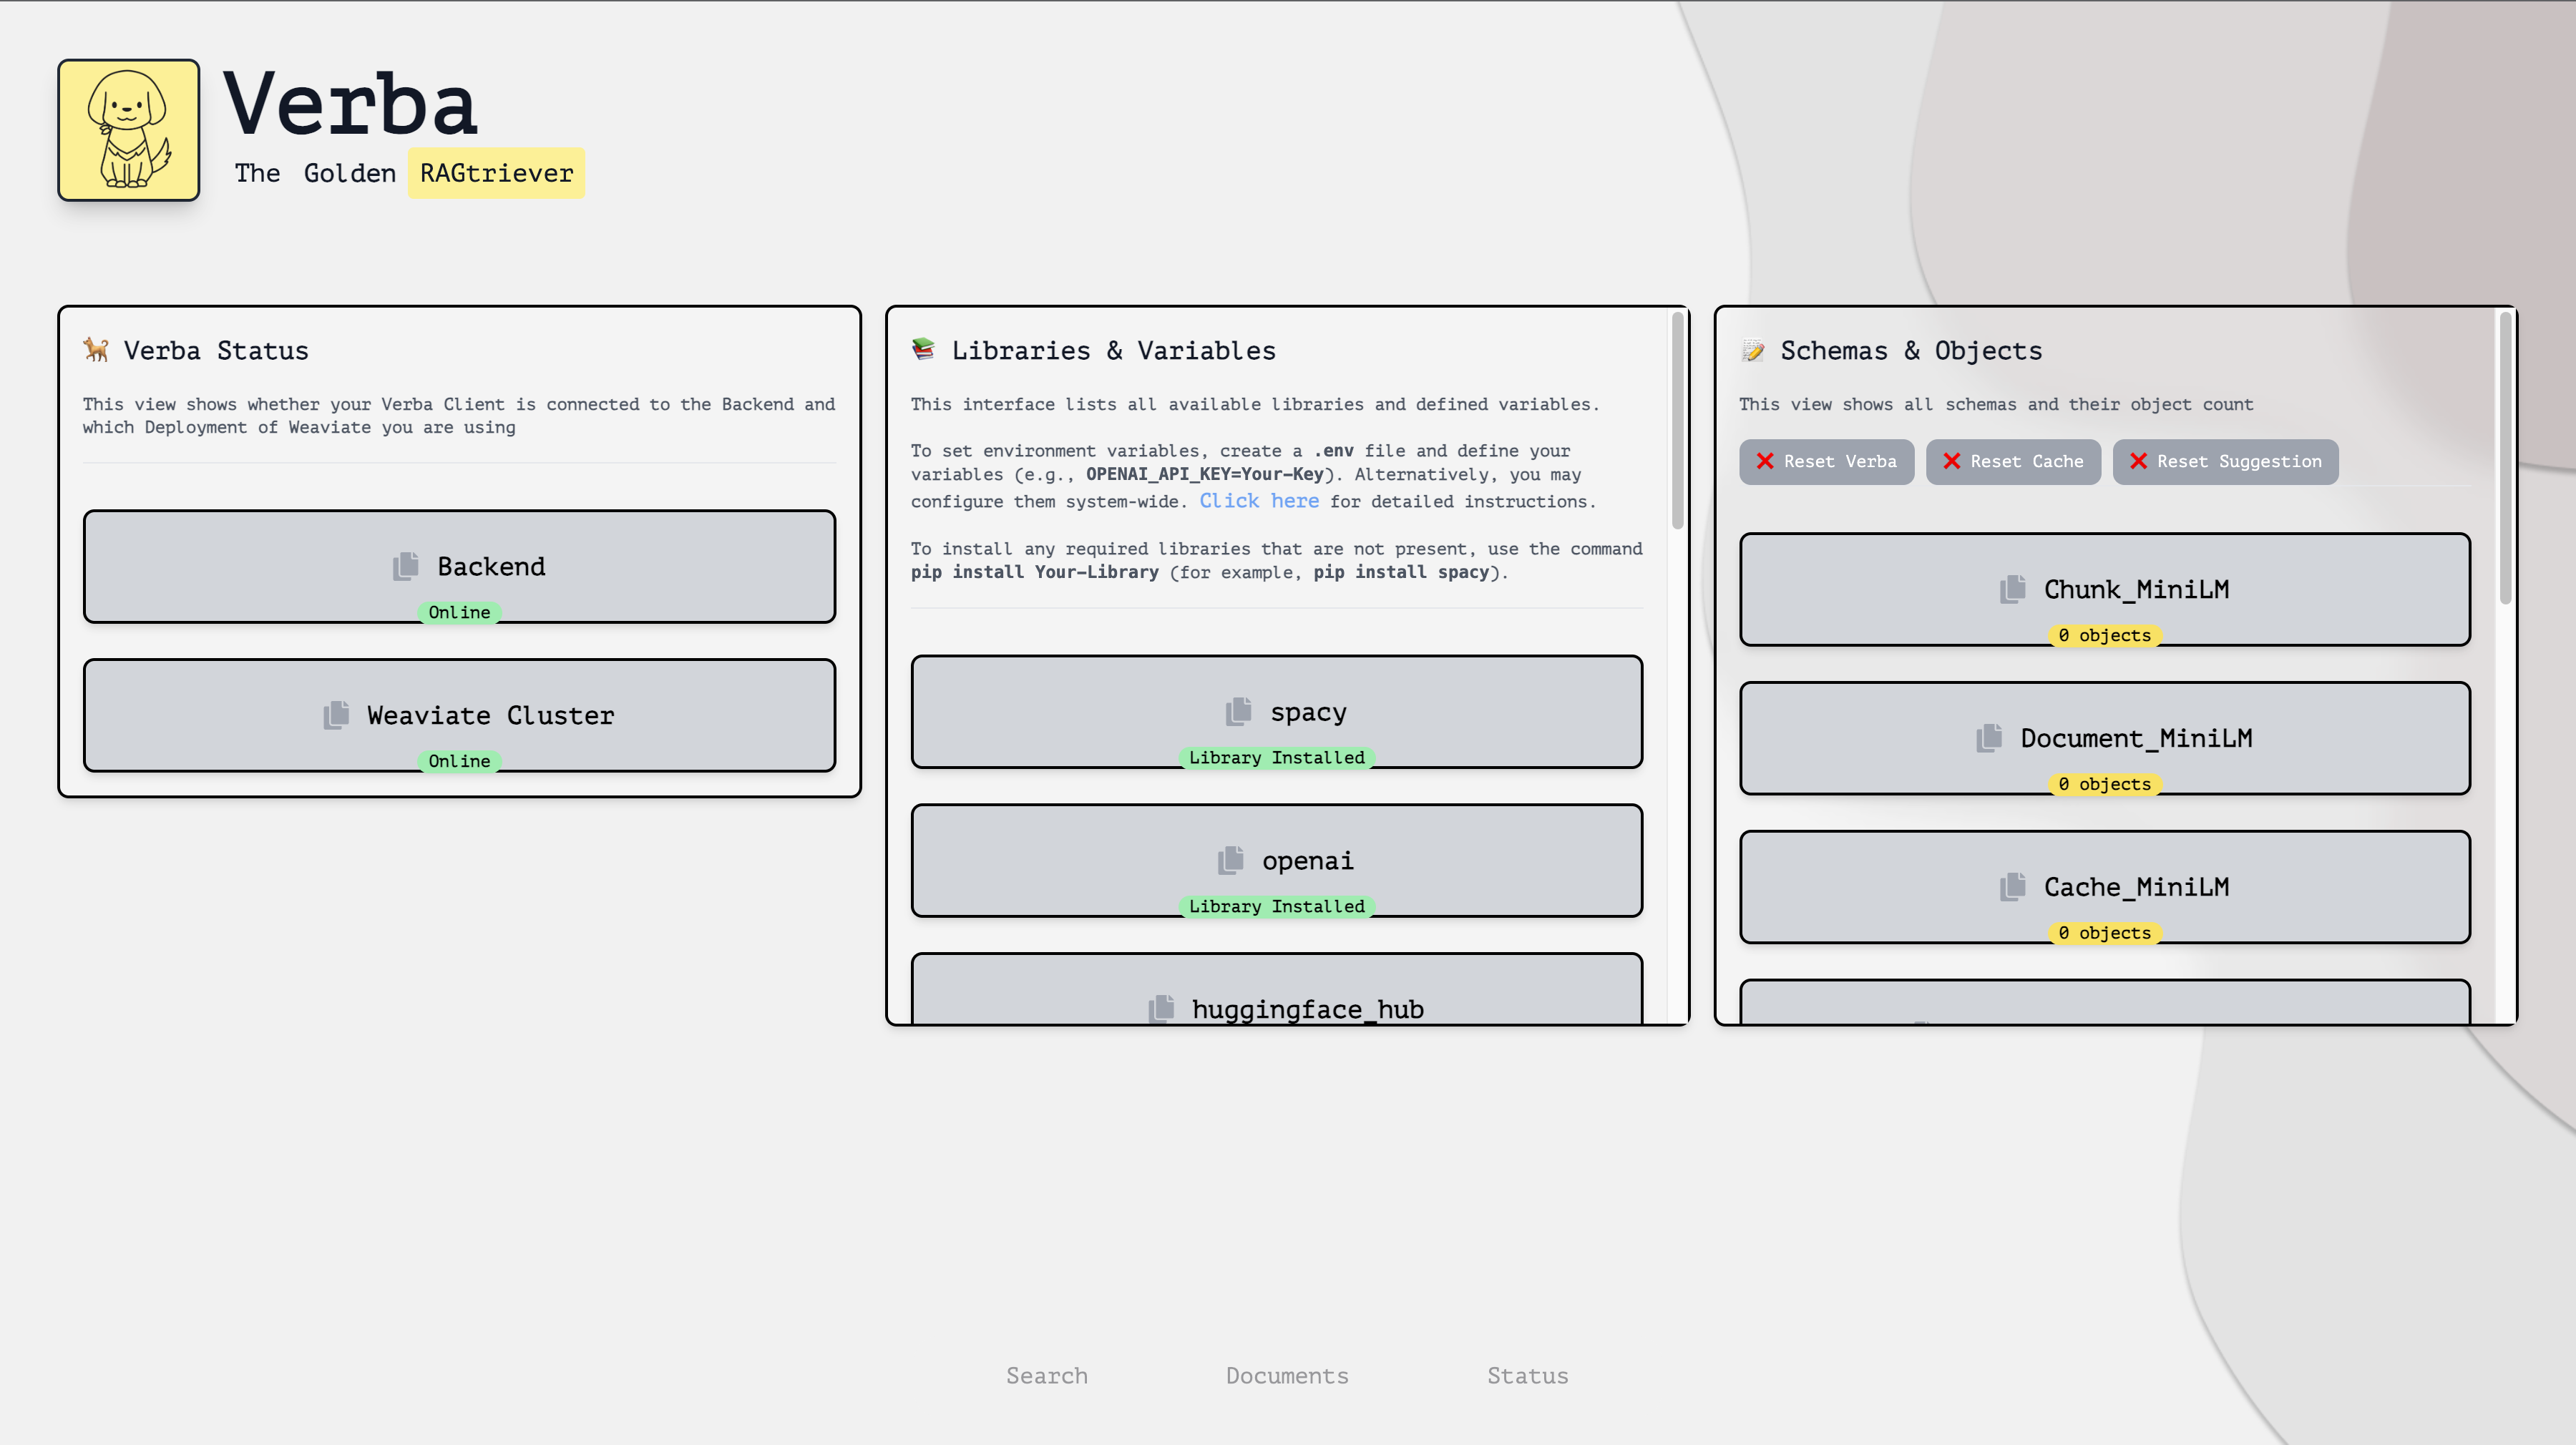 Verba
The Golden RAGtriever
Verba Status
This view shows whether your Verba Client is connected to the Backend and
which Deployment of Weaviate you are using
Backend
Online
Weaviate Cluster
Online
Libraries & Variables
This interface lists all available libraries and defined variables.
To set environment variables, create a .env file and define your
variables (e.g., OPENAI_API_KEY=Your-Key). Alternatively, you may
configure them system-wide. Click here for detailed instructions.
To install any required libraries that are not present, use the command
pip install Your-Library (for example, pip install spacy).
spacy
Library Installed
openai
Library Installed
huggingface_hub
Schemas & Objects
This view shows all schemas and their object count
Reset Verba
Reset Cache
Reset Suggestion
Chunk_MiniLM
0 objects
Document_MiniLM
0 objects
Cache_MiniLM
0 objects
Search
Documents
Status